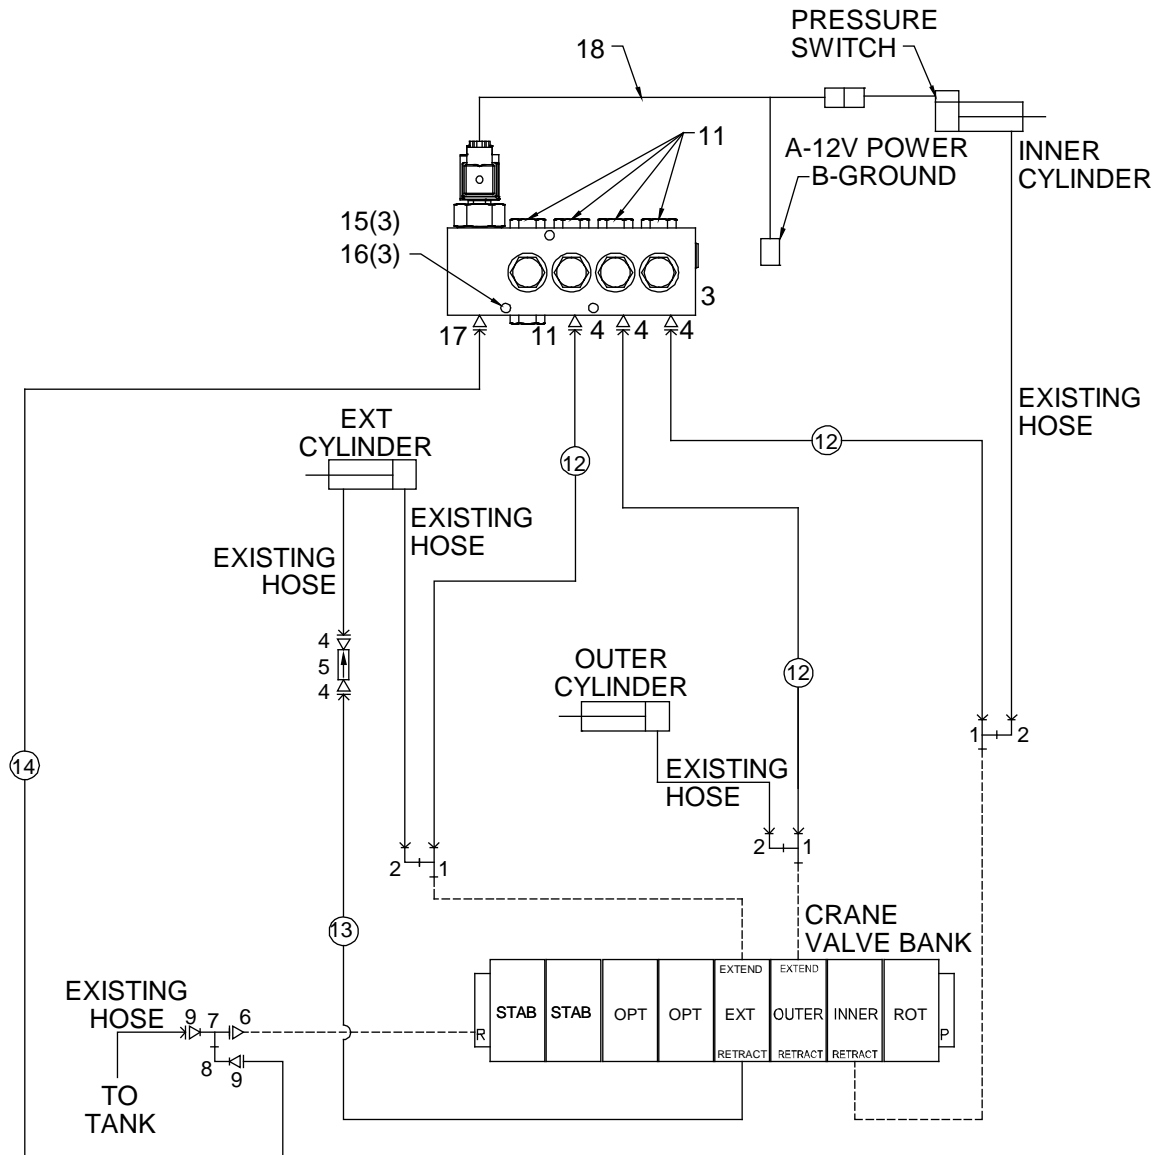 PRESSURE
SWITCH
18
11
A-12V POWER
B-GROUND
INNER
CYLINDER
15(3)
16(3)
3
17
11
4
4
4
EXT
CYLINDER
EXISTING
HOSE
12
12
EXISTING
HOSE
EXISTING
HOSE
4
5
4
OUTER
CYLINDER
12
1
2
14
EXISTING
HOSE
2
1
2
1
13
CRANE
VALVE BANK
EXISTING
HOSE
9
7
6
8
9
TO
TANK
R
STAB
STAB
OPT
OPT
EXTEND
EXT
RETRACT
EXTEND
OUTER
RETRACT
INNER
RETRACT
ROT
P